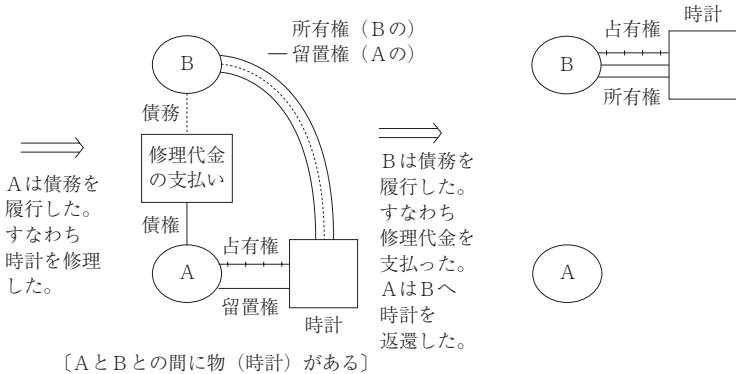 所有権（Bの）
―留置権（Aの）
B
債務
修理代金
の支払い
債権
A
占有権
留置権
時計
Aは債務を
履行した。
すなわち
時計を修理
した。
〔AとBとの間に物（時計）がある〕
Bは債務を
履行した。
すなわち
修理代金を
支払った。
AはBへ
時計を
返還した。
時計
占有権
B
所有権
A